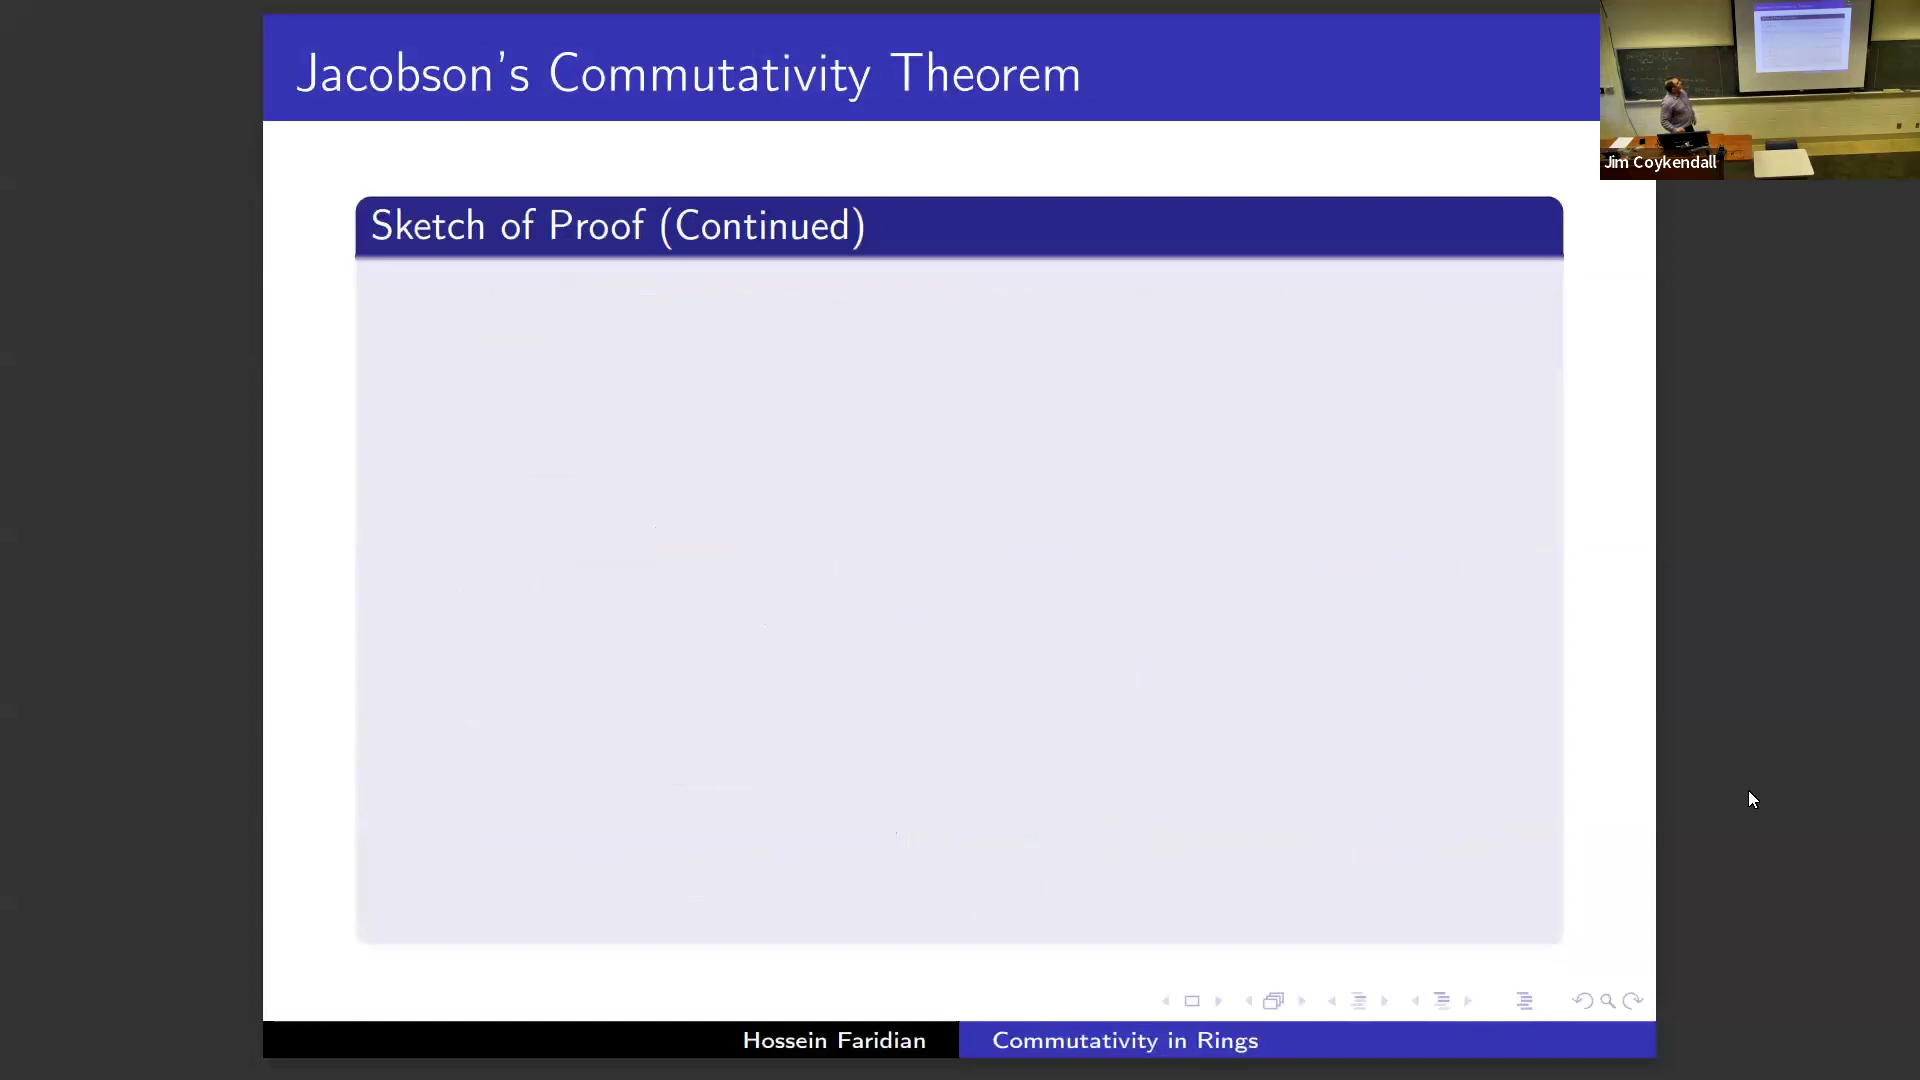 Jacobson's Commutativity Theorem
Jim Coykendall
Sketch of Proof (Continued)
Hossein Faridian
Commutativity in Rings